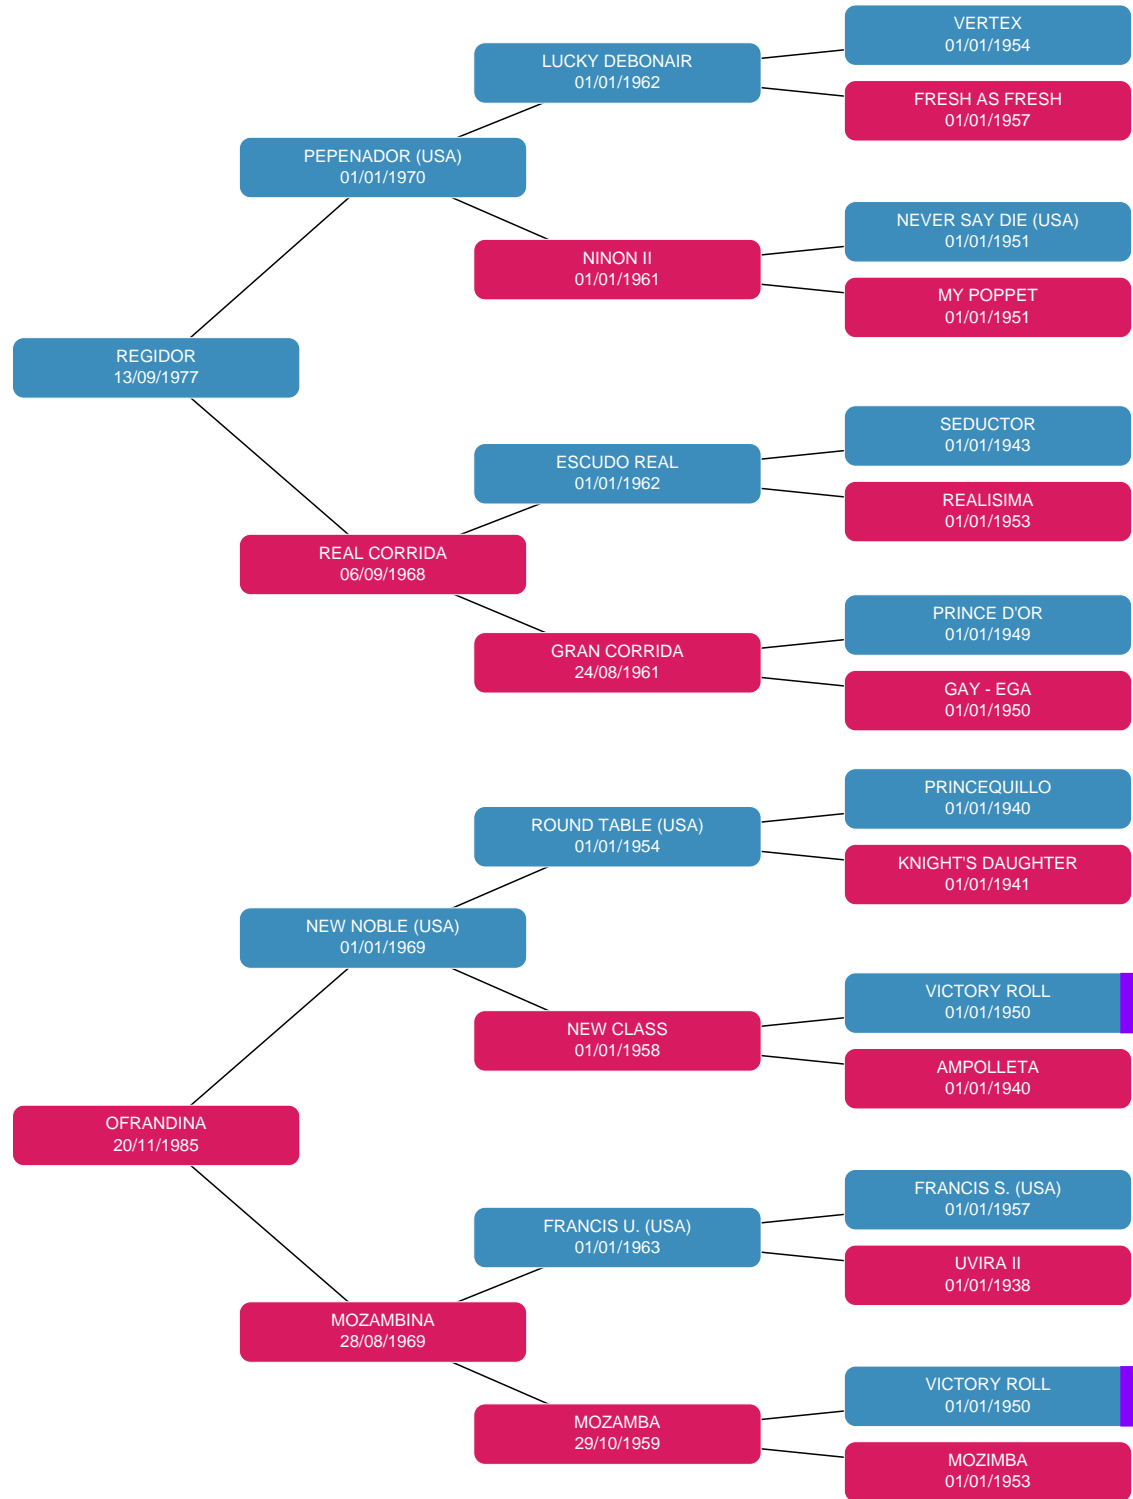 VERTEX
01/01/1954
LUCKY DEBONAIR
01/01/1962
FRESH AS FRESH
01/01/1957
PEPENADOR (USA)
01/01/1970
NEVER SAY DIE (USA)
01/01/1951
NINON II
01/01/1961
MY POPPET
01/01/1951
REGIDOR
13/09/1977
SEDUCTOR
01/01/1943
ESCUDO REAL
01/01/1962
REALISIMA
01/01/1953
REAL CORRIDA
06/09/1968
PRINCE D'OR
01/01/1949
GRAN CORRIDA
24/08/1961
GAY - EGA
01/01/1950
PRINCEQUILLO
01/01/1940
ROUND TABLE (USA)
01/01/1954
KNIGHT'S DAUGHTER
01/01/1941
NEW NOBLE (USA)
01/01/1969
VICTORY ROLL
01/01/1950
NEW CLASS
01/01/1958
AMPOLLETA
01/01/1940
OFRANDINA
20/11/1985
FRANCIS S. (USA)
01/01/1957
FRANCIS U. (USA)
01/01/1963
UVIRA II
01/01/1938
MOZAMBINA
28/08/1969
VICTORY ROLL
01/01/1950
MOZAMBA
29/10/1959
MOZIMBA
01/01/1953